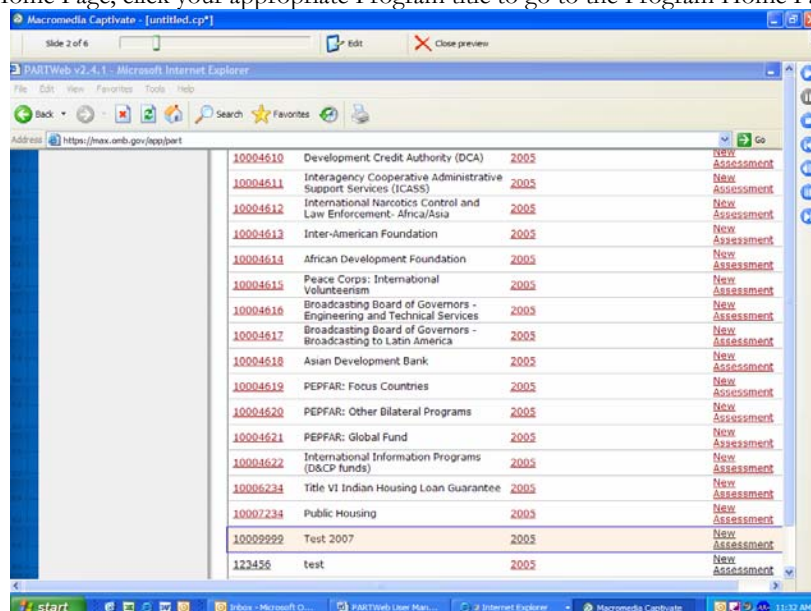 Home Page, click your appropriate Program title to go to the Program Home
Macromedia Captivate - [untitled.cp*]
Slide 2 of 6 Edit Close preview
PARTWeb v2.4.1 - Microsoft Internet Explorer
File Edit View Favorites Tools Help
Back Search Favorites
Address https://max.omb.gov/app/part Go
10004610 Development Credit Authority (DCA) 2005 New Assessment
10004611 Interagency Cooperative Administrative Support Services (ICASS) 2005 New Assessment
10004612 International Narcotics Control and Law Enforcement- Africa/Asia 2005 New Assessment
10004613 Inter-American Foundation 2005 New Assessment
10004614 African Development Foundation 2005 New Assessment
10004615 Peace Corps: International Volunteerism 2005 New Assessment
10004616 Broadcasting Board of Governors - Engineering and Technical Services 2005 New Assessment
10004617 Broadcasting Board of Governors - Broadcasting to Latin America 2005 New Assessment
10004618 Asian Development Bank 2005 New Assessment
10004619 PEPFAR: Focus Countries 2005 New Assessment
10004620 PEPFAR: Other Bilateral Programs 2005 New Assessment
10004621 PEPFAR: Global Fund 2005 New Assessment
10004622 International Information Programs (D&CP funds) 2005 New Assessment
10006234 Title VI Indian Housing Loan Guarantee 2005 New Assessment
10007234 Public Housing 2005 New Assessment
10009999 Test 2007 2005 New Assessment
123456 test 2005 New Assessment
start Inbox - Microsoft O... PARTWeb User Man... 2 Internet Explorer Macromedia Captivate 11:53 AM